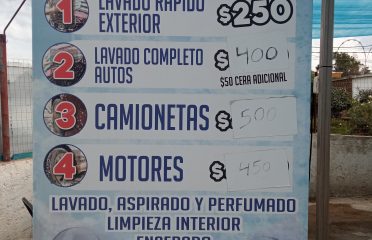 1 LAVADO RAPIDO
EXTERIOR $250
2 LAVADO COMPLETO
AUTOS $ 400
$50 CERA ADICIONAL
3 CAMIONETAS $ 500
4 MOTORES $ 450
LAVADO, ASPIRADO Y PERFUMADO
LIMPIEZA INTERIOR
ENCERADO